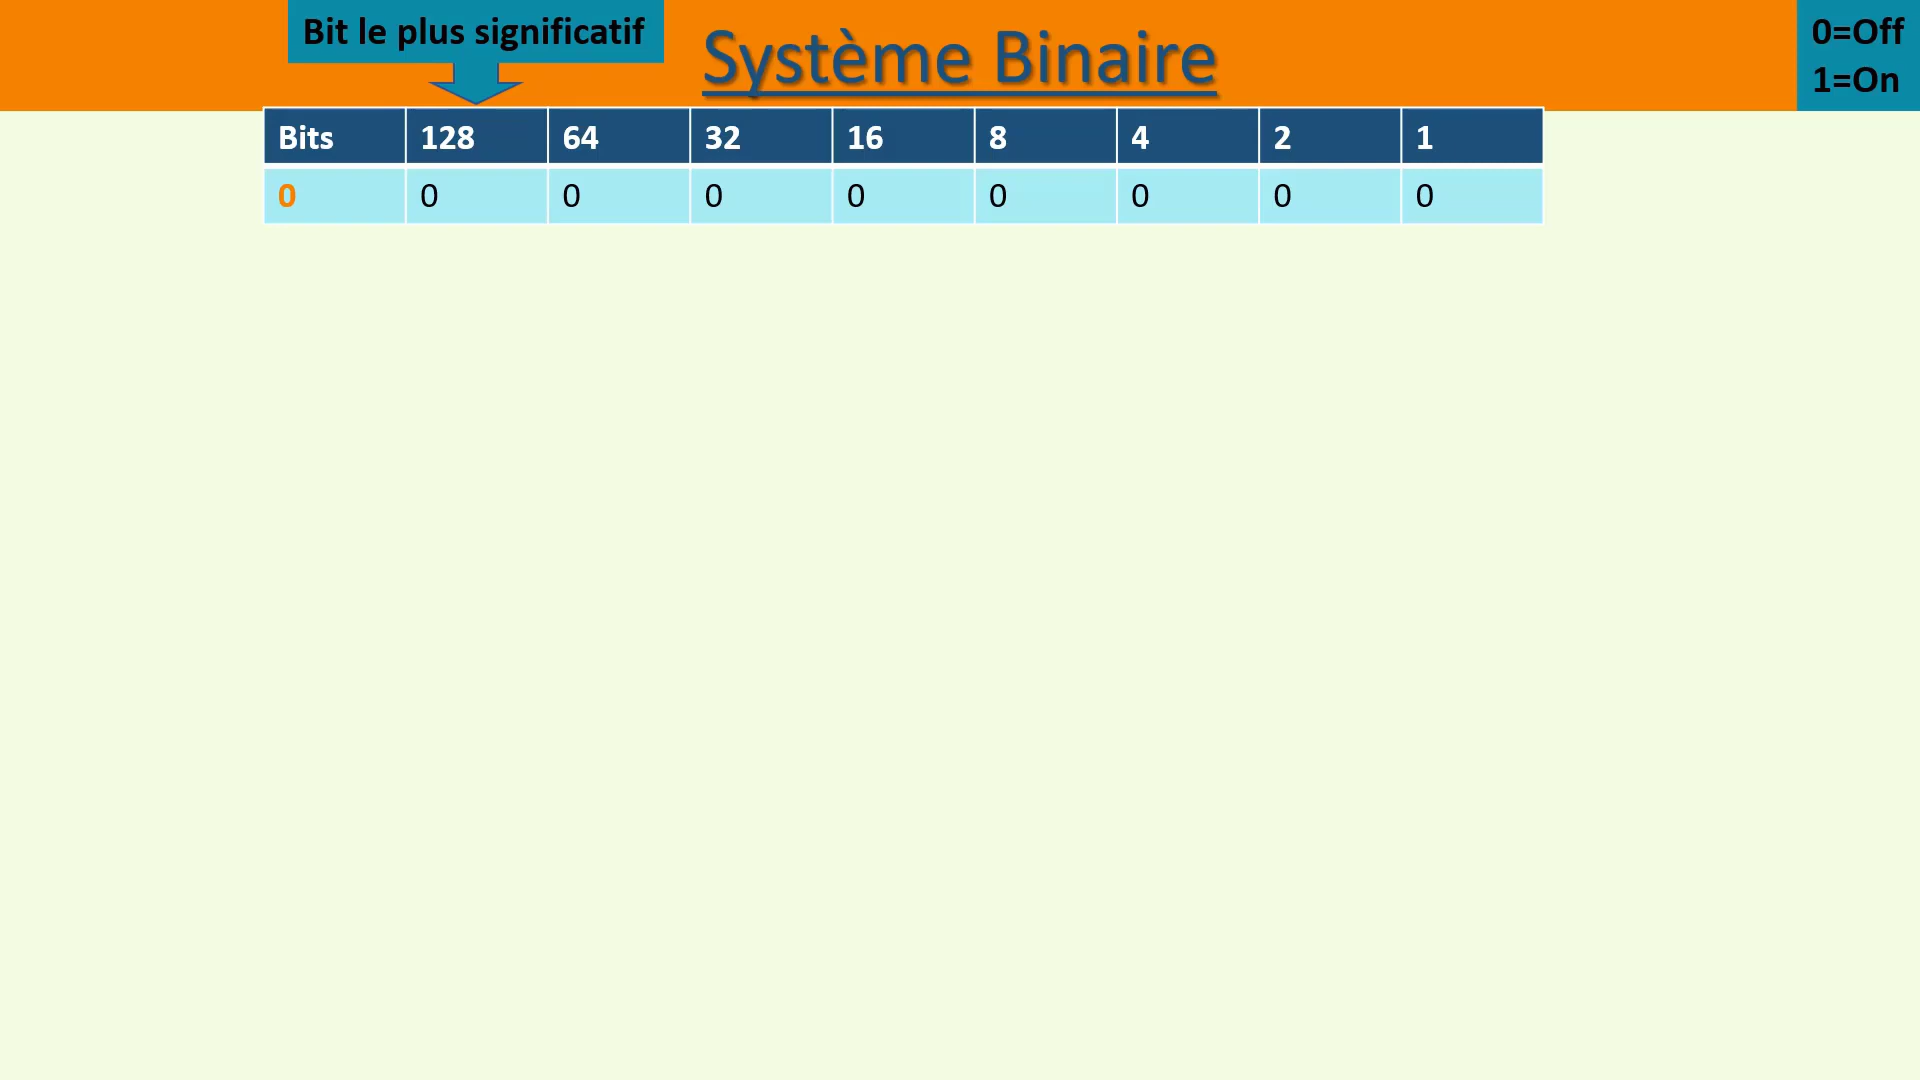 Bit le plus significatif
Système Binaire
0=Off
1=On
Bits 128 64 32 16 8 4 2 1
0 0 0 0 0 0 0 0 0